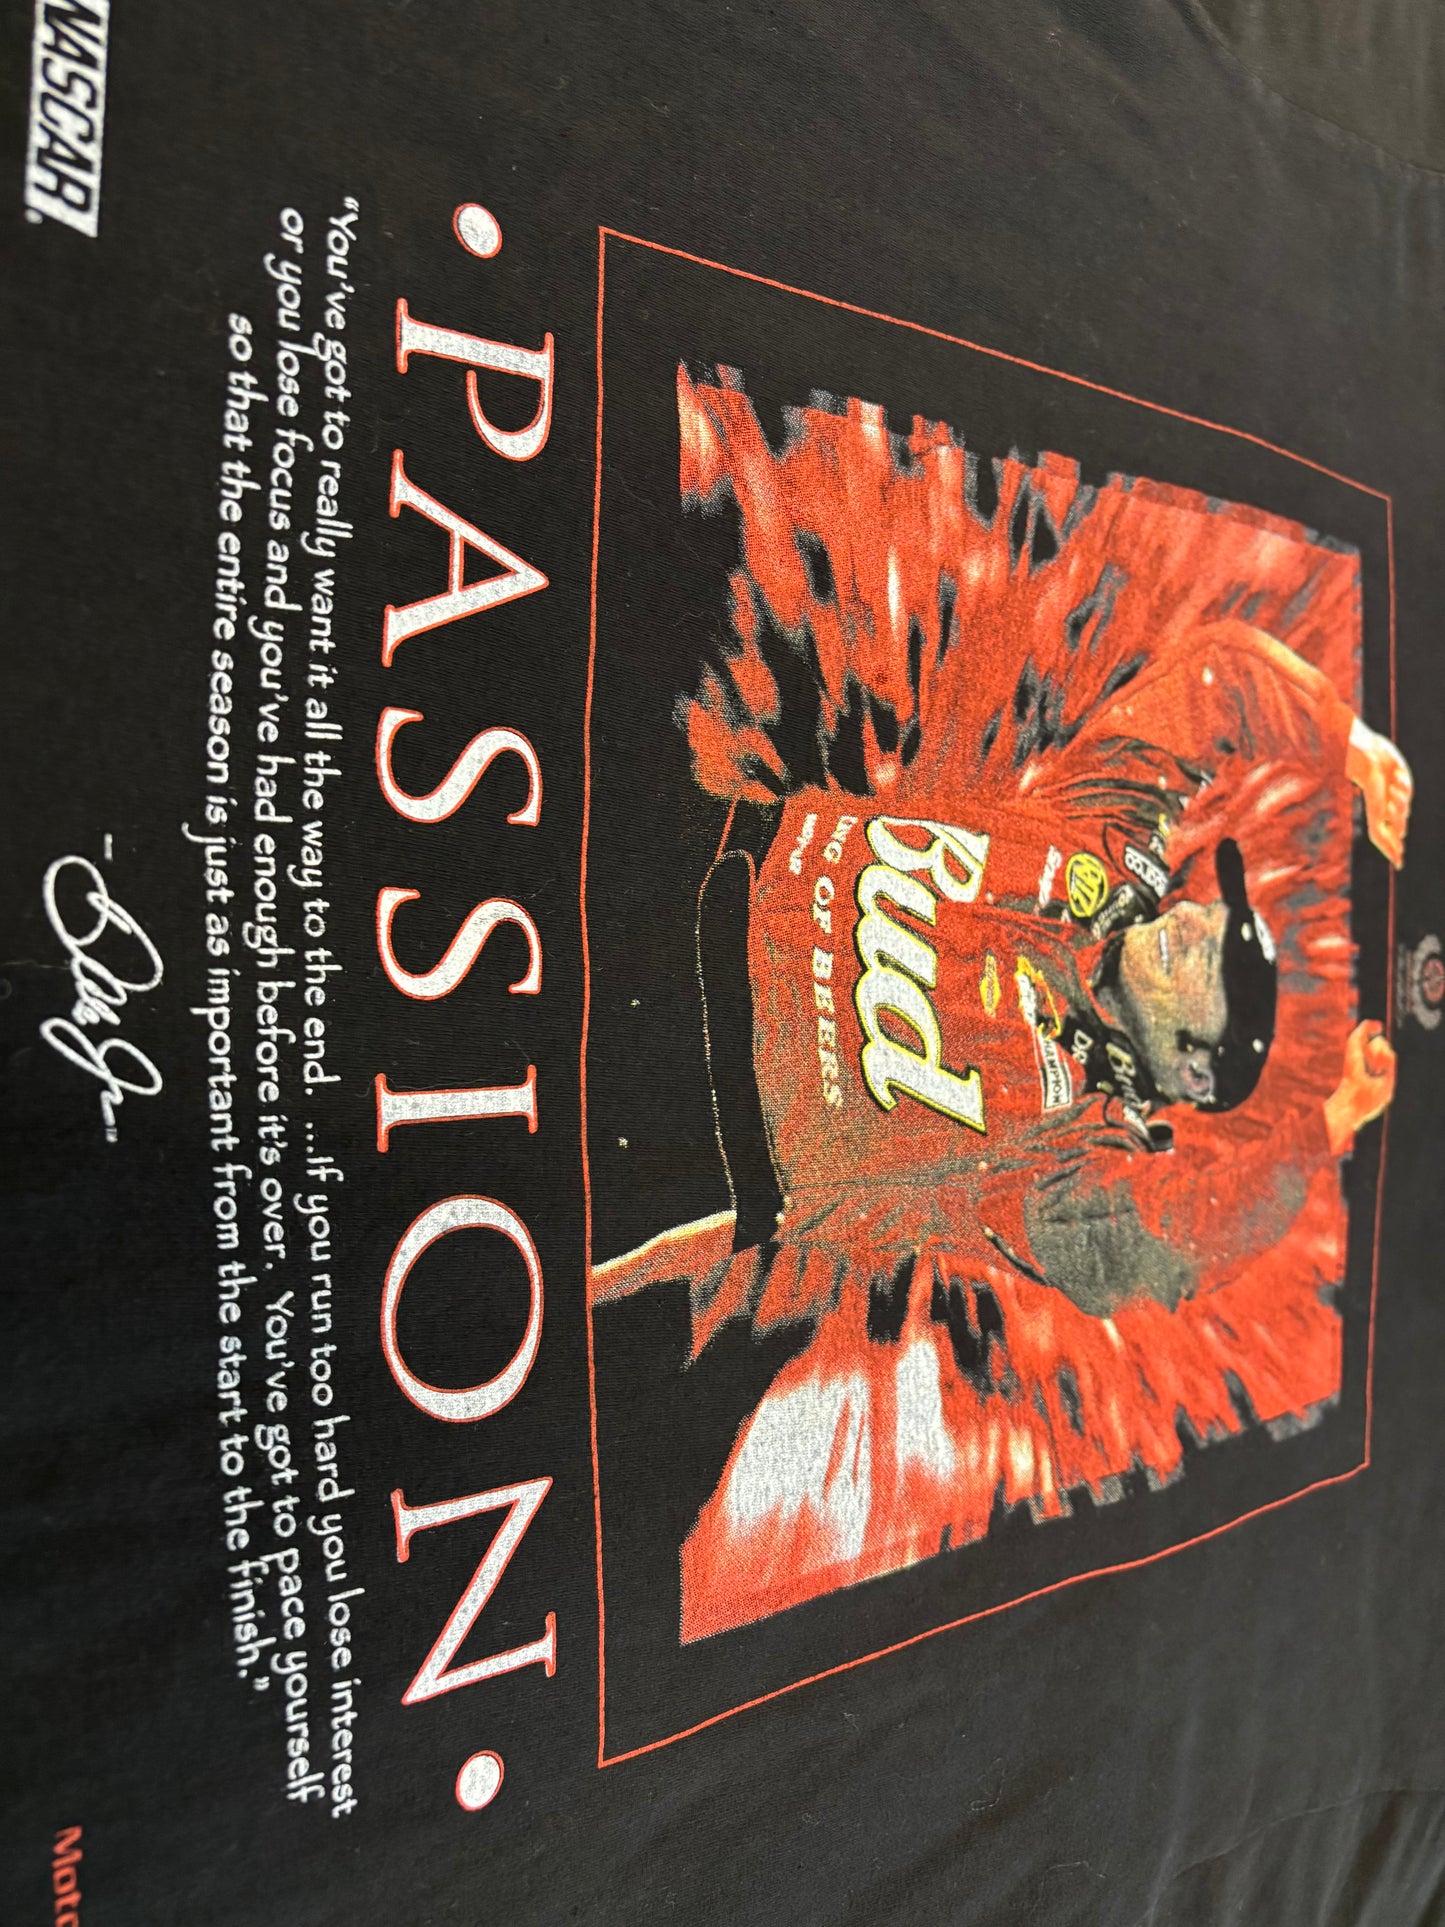 Bud
KING OF BEERS
• PASSION •
“You've got to really want it all the way to the end. ...If you run too hard you lose interest
or you lose focus and you've had enough before it's over. You've got to pace yourself
so that the entire season is just as important from the start to the finish.”
- Dale Jr. "
NASCAR